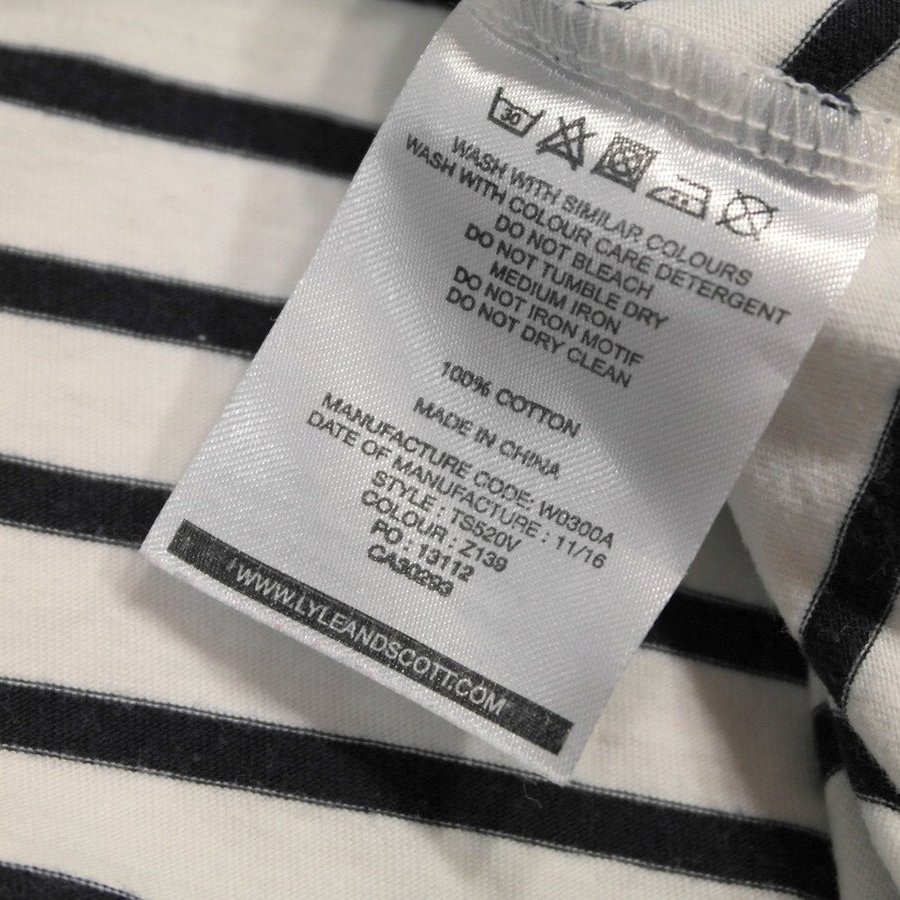 30
WASH WITH SIMILAR COLOURS
WASH WITH COLOUR CARE DETERGENT
DO NOT BLEACH
DO NOT TUMBLE DRY
MEDIUM IRON
DO NOT IRON MOTIF
DO NOT DRY CLEAN
100% COTTON
MADE IN CHINA
MANUFACTURE CODE: W0300A
DATE OF MANUFACTURE : 11/16
STYLE : TS520V
COLOUR : Z139
PO : 13112
CA30293
WWW.LYLEANDSCOTT.COM